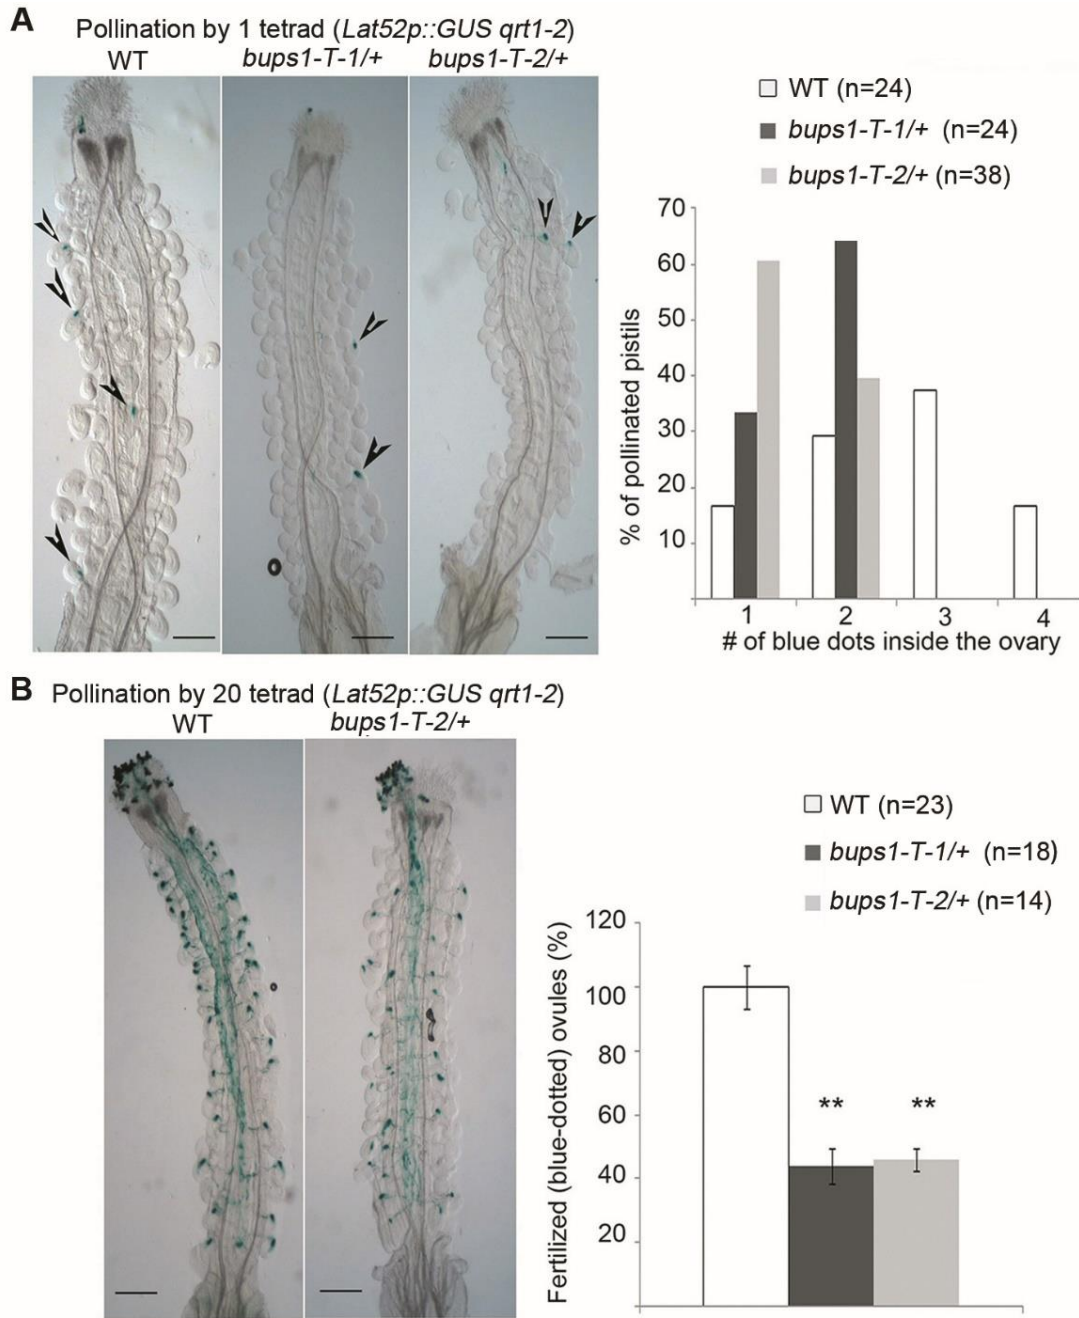 A
Pollination by 1 tetrad (Lat52p::GUS qrt1-2)
WT
bups1-T-1/+
bups1-T-2/+
WT (n=24)
bups1-T-1/+ (n=24)
bups1-T-2/+ (n=38)
% of pollinated pistils
70
60
50
40
30
20
10
1
2
3
4
# of blue dots inside the ovary
B
Pollination by 20 tetrad (Lat52p::GUS qrt1-2)
WT
bups1-T-2/+
WT (n=23)
bups1-T-1/+ (n=18)
bups1-T-2/+ (n=14)
Fertilized (blue-dotted) ovules (%)
120
100
80
60
40
20
**
**